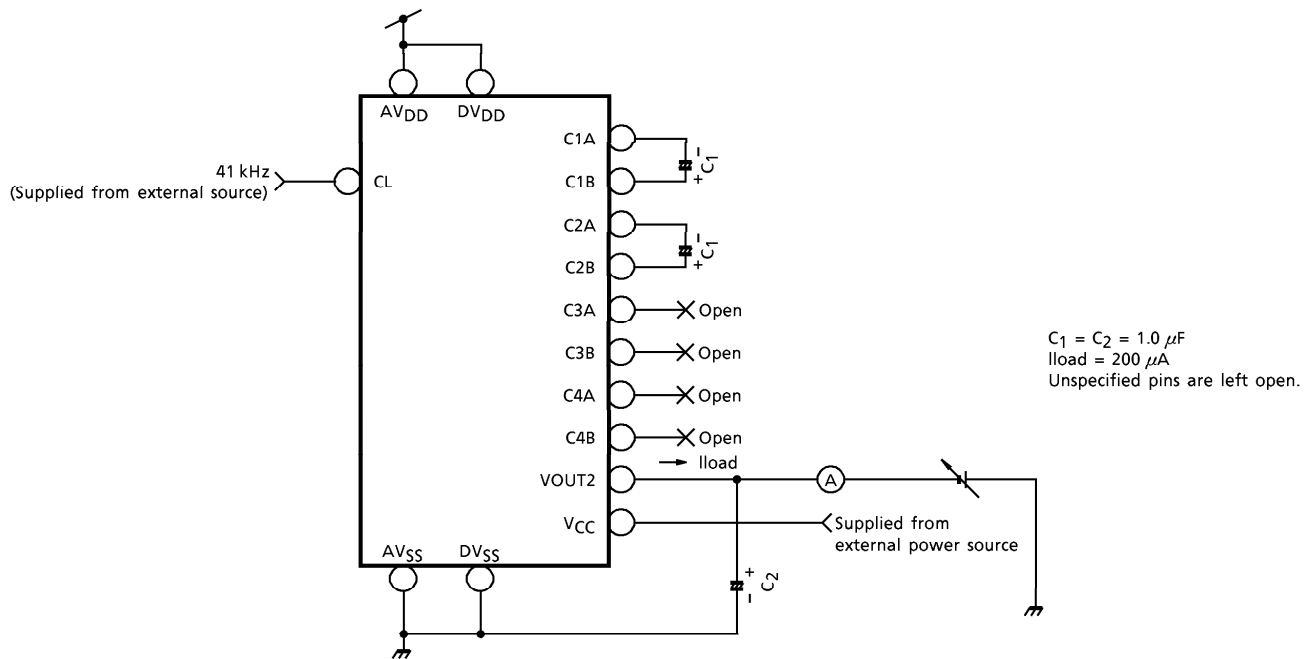 AVDD DVDD
C1A
- C1 +
41 kHz
(Supplied from external source)
CL
C1B
C2A
- C1 +
C2B
C3A Open
C3B Open
C4A Open
C4B Open
Iload
VOUT2
A
VCC
Supplied from
external power source
AVSS DVSS
+ C2 -
C1 = C2 = 1.0 μF
Iload = 200 μA
Unspecified pins are left open.